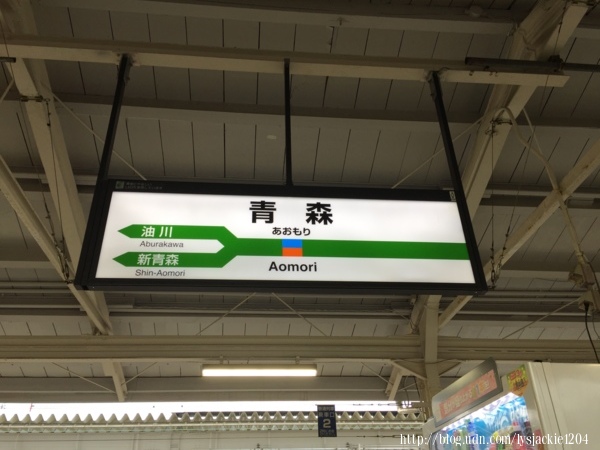 青森
あおもり
Aomori
油川
Aburakawa
新青森
Shin-Aomori
2
http://blog.udn.com/lysjackie1204